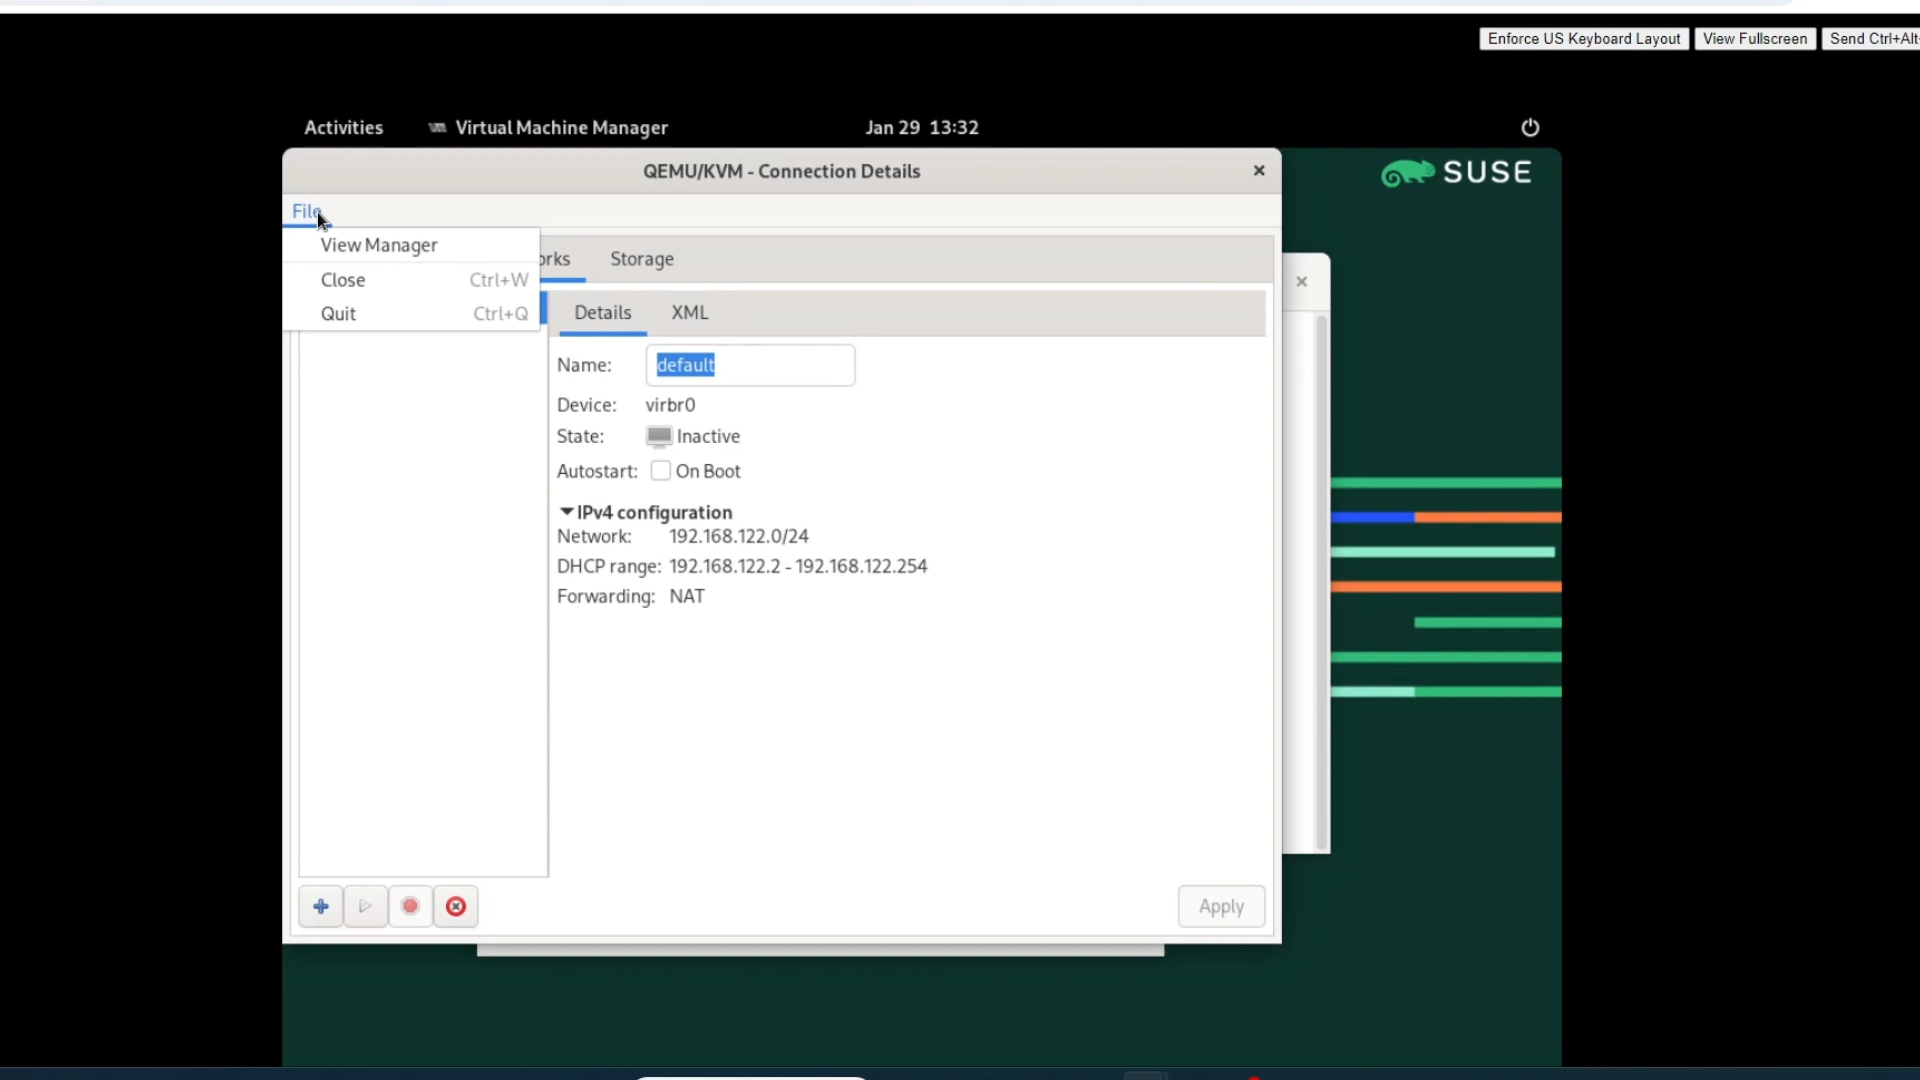 Enforce US Keyboard Layout
View Fullscreen
Send Ctrl+Alt
Activities
Virtual Machine Manager
Jan 29 13:32
QEMU/KVM - Connection Details
SUSE
File
View Manager
Close Ctrl+W
Quit Ctrl+Q
orks
Storage
Details
XML
Name: default
Device: virbr0
State: Inactive
Autostart: On Boot
IPv4 configuration
Network: 192.168.122.0/24
DHCP range: 192.168.122.2 - 192.168.122.254
Forwarding: NAT
Apply